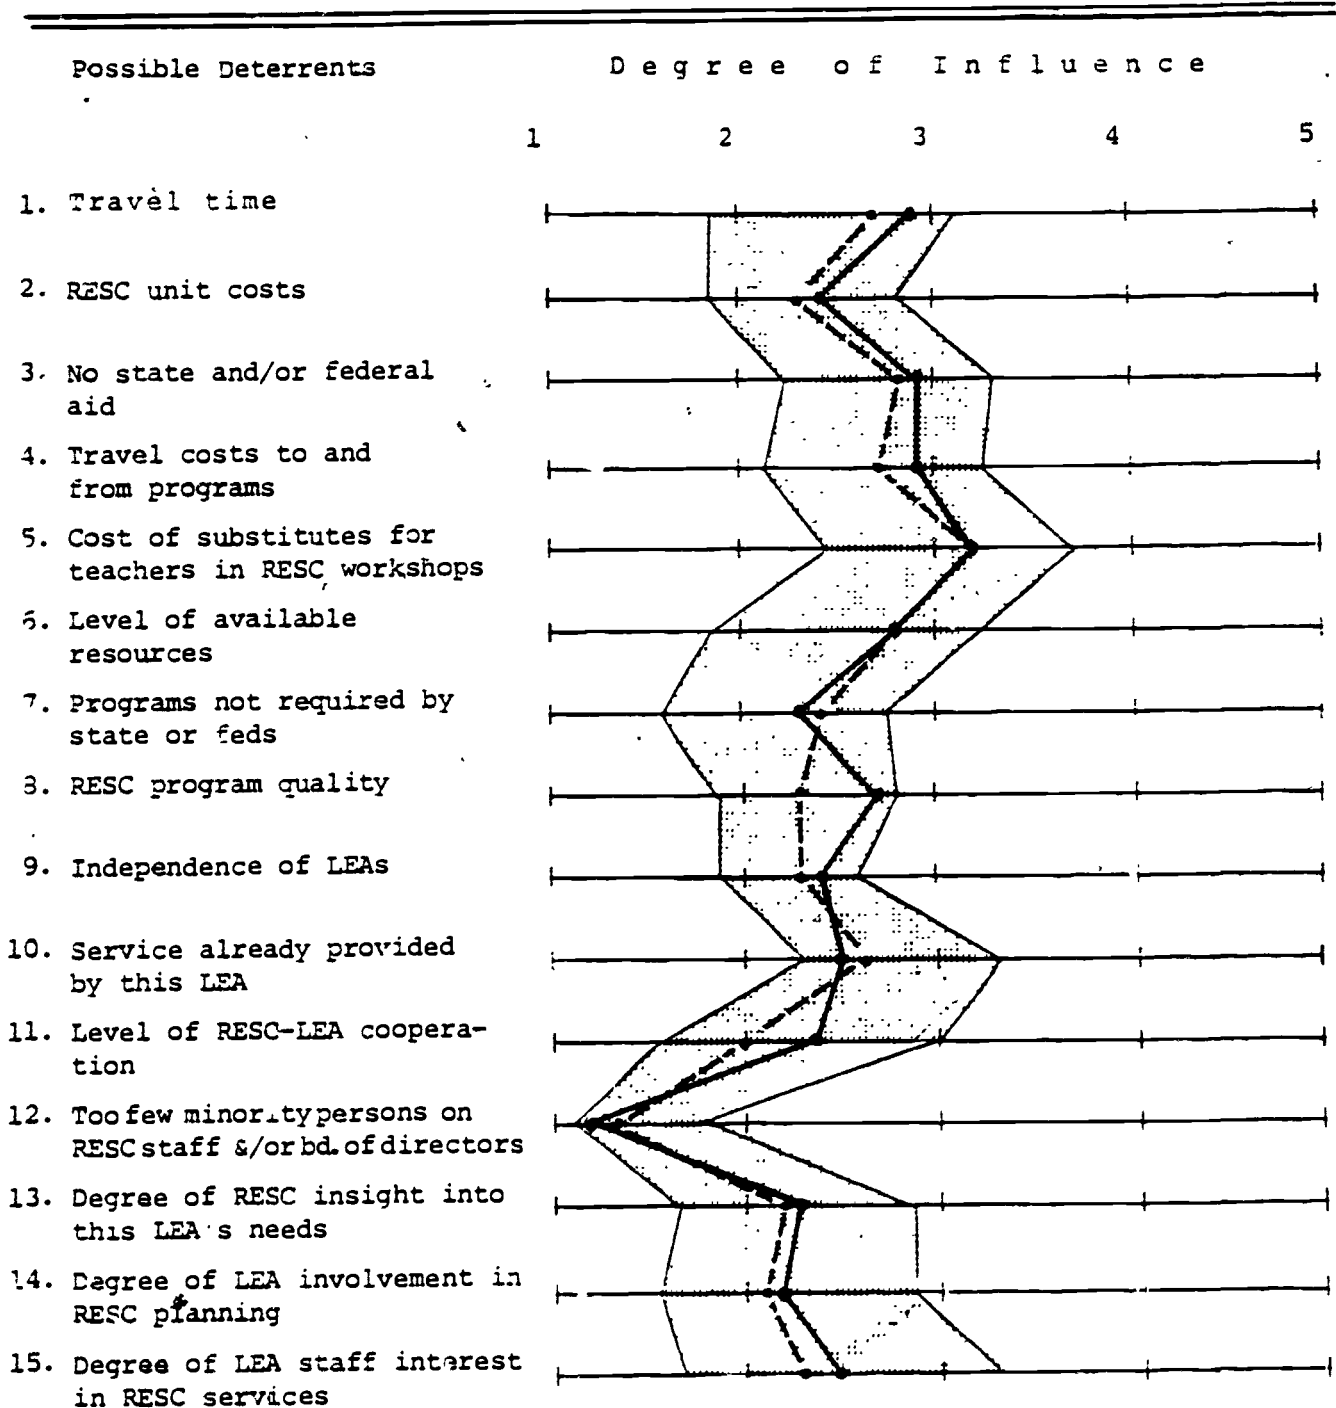 Possible Deterrents
Degree of Influence
1 2 3 4 5
1. Travel time
2. RESC unit costs
3. No state and/or federal
aid
4. Travel costs to and
from programs
5. Cost of substitutes for
teachers in RESC workshops
6. Level of available
resources
7. Programs not required by
state or feds
8. RESC program quality
9. Independence of LEAs
10. Service already provided
by this LEA
11. Level of RESC-LEA coopera-
tion
12. Too few minority persons on
RESC staff &/or bd. of directors
13. Degree of RESC insight into
this LEA's needs
14. Degree of LEA involvement in
RESC planning
15. Degree of LEA staff interest
in RESC services